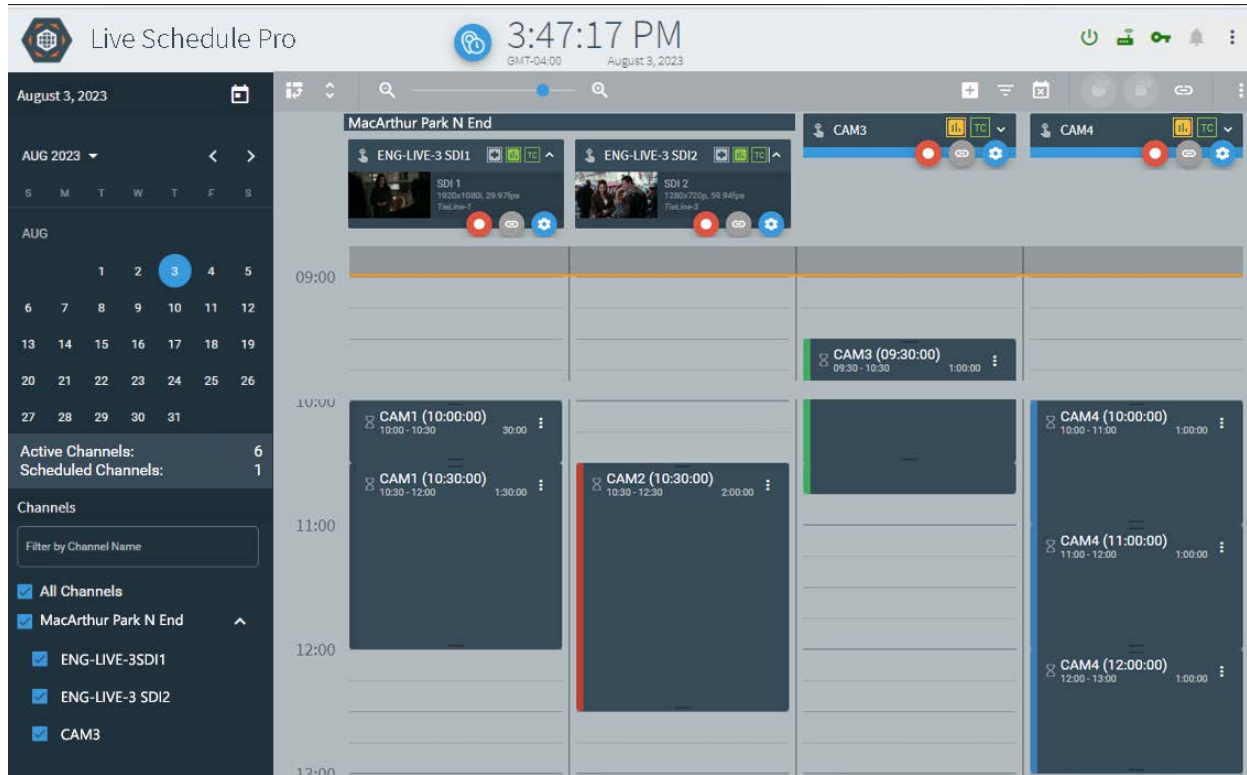 Live Schedule Pro
3:47:17 PM
GMT-04:00 August 3, 2023
August 3, 2023
AUG 2023
S M T W T F S
AUG
1 2 3 4 5
6 7 8 9 10 11 12
13 14 15 16 17 18 19
20 21 22 23 24 25 26
27 28 29 30 31
Active Channels: 6
Scheduled Channels: 1
Channels
Filter by Channel Name
All Channels
MacArthur Park N End
ENG-LIVE-3SDI1
ENG-LIVE-3 SDI2
CAM3
MacArthur Park N End
ENG-LIVE-3 SDI1 TC
SDI 1
1920x1080i, 29.97fps
TieLine-1
ENG-LIVE-3 SDI2 TC
SDI 2
1280x720p, 59.94fps
TieLine-3
CAM3 TC
CAM4 TC
09:00
10:00
11:00
12:00
13:00
CAM1 (10:00:00)
10:00 - 10:30 30:00
CAM1 (10:30:00)
10:30 - 12:00 1:30:00
CAM2 (10:30:00)
10:30 - 12:30 2:00:00
CAM3 (09:30:00)
09:30 - 10:30 1:00:00
CAM4 (10:00:00)
10:00 - 11:00 1:00:00
CAM4 (11:00:00)
11:00 - 12:00 1:00:00
CAM4 (12:00:00)
12:00 - 13:00 1:00:00